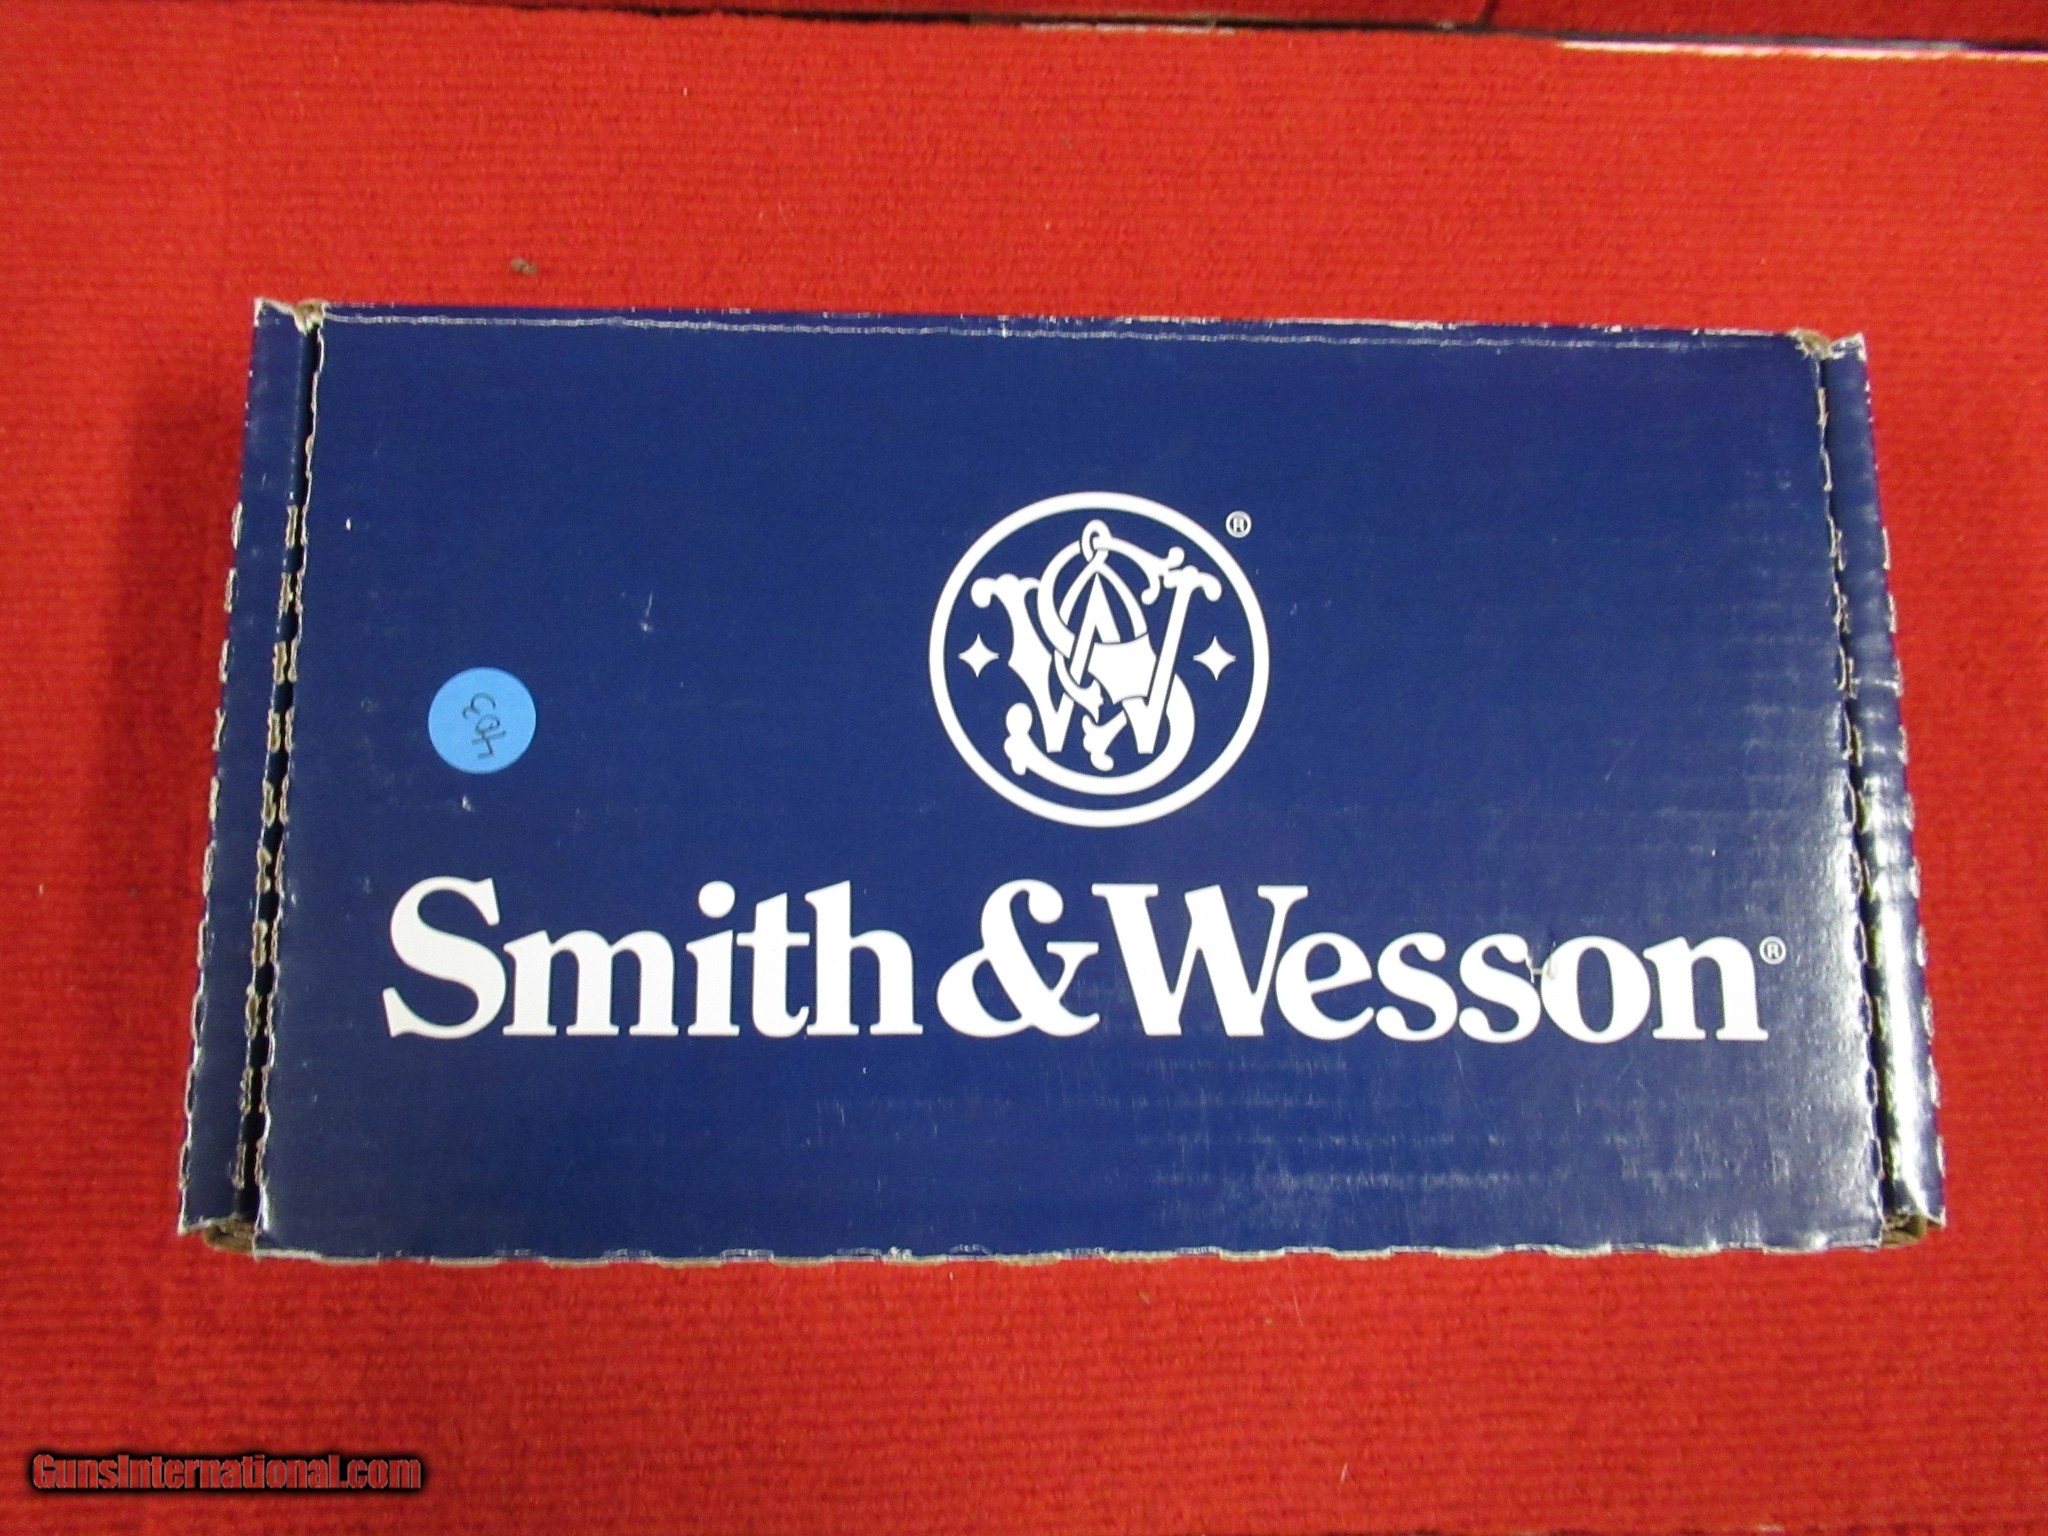 ®
403
Smith & Wesson®
GunsInternational.com